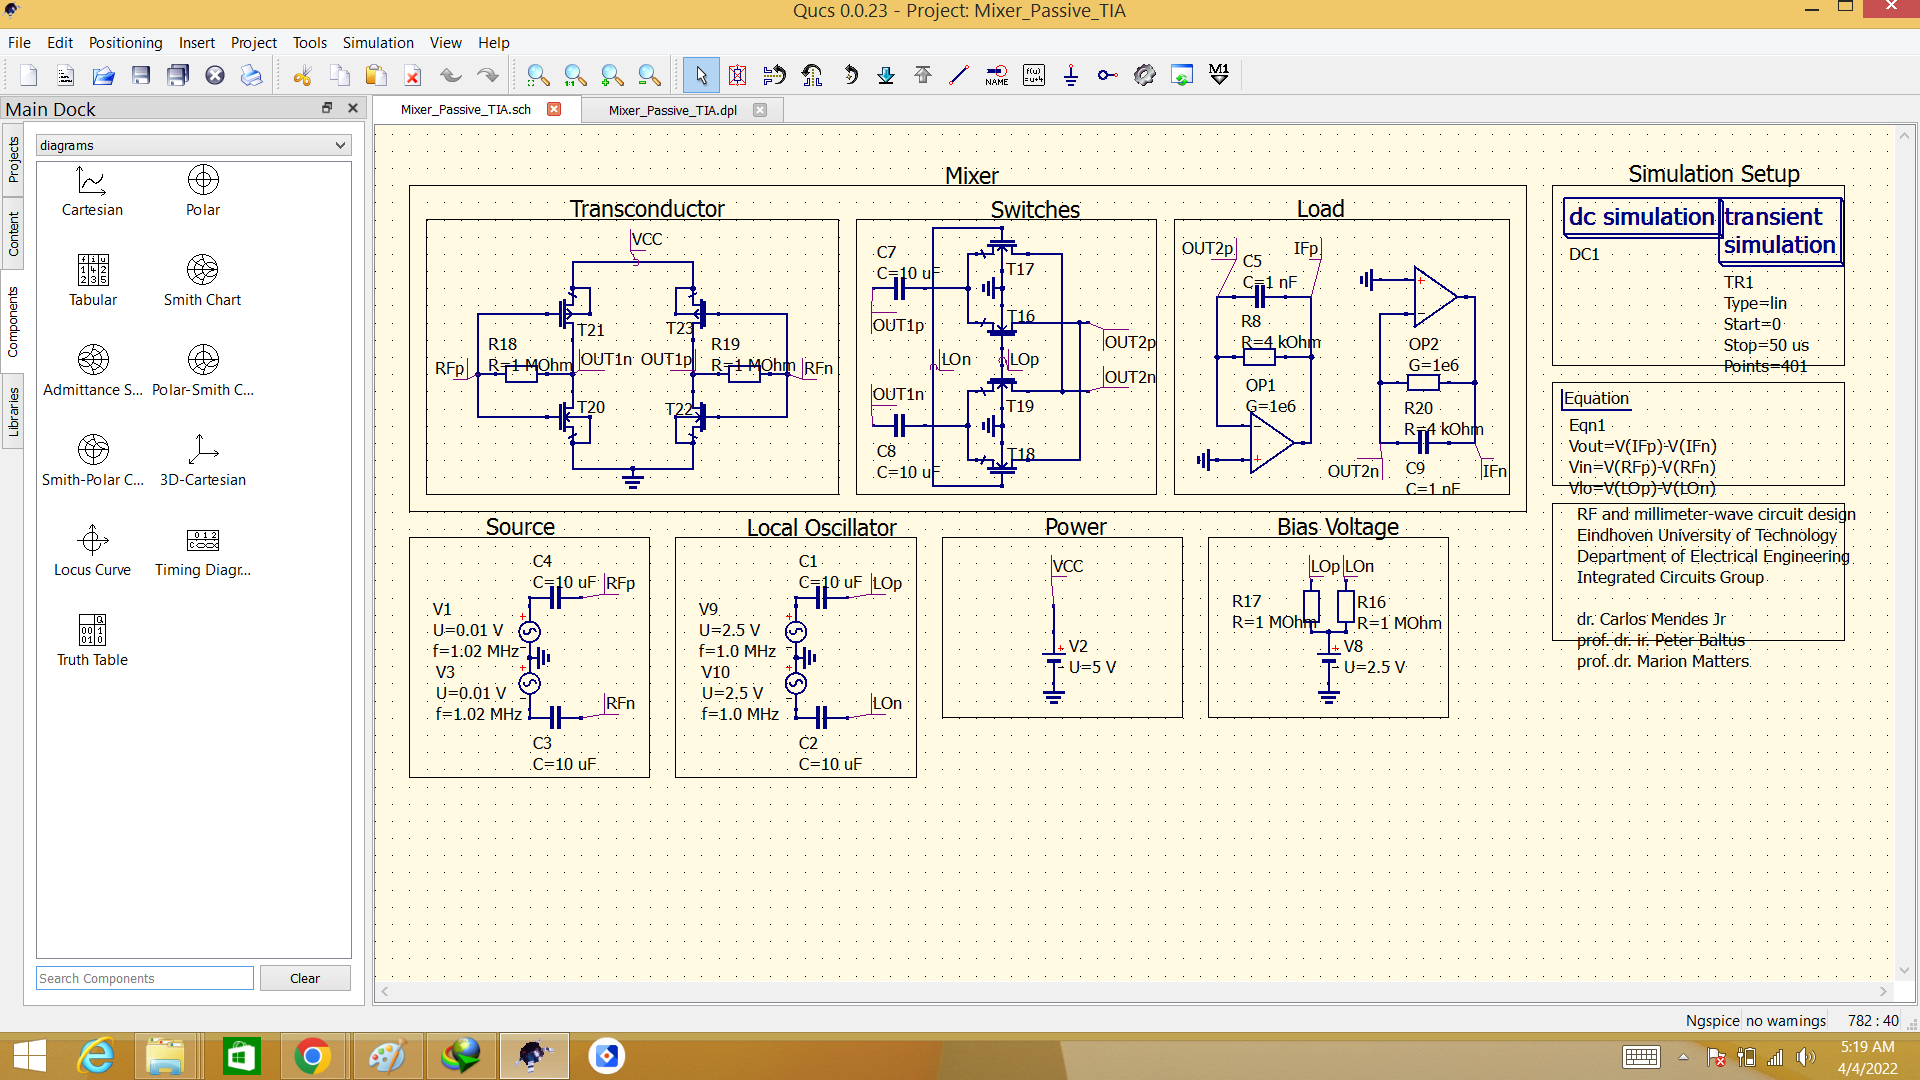 Qucs 0.0.23 - Project: Mixer_Passive_TIA
File Edit Positioning Insert Project Tools Simulation View Help
1:1
NAME
f(u)
=u+4
M1
Main Dock
Mixer_Passive_TIA.sch
Mixer_Passive_TIA.dpl
Projects
Content
Components
Libraries
diagrams
Cartesian
Polar
Tabular
Smith Chart
Admittance S...
Polar-Smith C...
Smith-Polar C...
3D-Cartesian
Locus Curve
Timing Diagr...
Truth Table
Search Components
Clear
Mixer
Transconductor
VCC
T21
T23
R18
R=1 MOhm
OUT1n
OUT1p
R19
R=1 MOhm
RFp
RFn
T20
T22
Switches
C7
C=10 uF
T17
OUT1p
T16
OUT2p
LOn
LOp
OUT2n
OUT1n
T19
C8
C=10 uF
T18
Load
OUT2p
IFp
C5
C=1 nF
R8
R=4 kOhm
OP1
G=1e6
OP2
G=1e6
R20
R=4 kOhm
OUT2n
C9
C=1 nF
IFn
Simulation Setup
dc simulation
DC1
transient
simulation
TR1
Type=lin
Start=0
Stop=50 us
Points=401
Equation
Eqn1
Vout=V(IFp)-V(IFn)
Vin=V(RFp)-V(RFn)
Vlo=V(LOp)-V(LOn)
RF and millimeter-wave circuit design
Eindhoven University of Technology
Department of Electrical Engineering
Integrated Circuits Group
dr. Carlos Mendes Jr
prof. dr. ir. Peter Baltus
prof. dr. Marion Matters
Source
C4
C=10 uF
RFp
V1
U=0.01 V
f=1.02 MHz
V3
U=0.01 V
f=1.02 MHz
RFn
C3
C=10 uF
Local Oscillator
C1
C=10 uF
LOp
V9
U=2.5 V
f=1.0 MHz
V10
U=2.5 V
f=1.0 MHz
LOn
C2
C=10 uF
Power
VCC
V2
U=5 V
Bias Voltage
LOp
LOn
R17
R=1 MOhm
R16
R=1 MOhm
V8
U=2.5 V
Ngspice no warnings 782 : 40
5:19 AM
4/4/2022